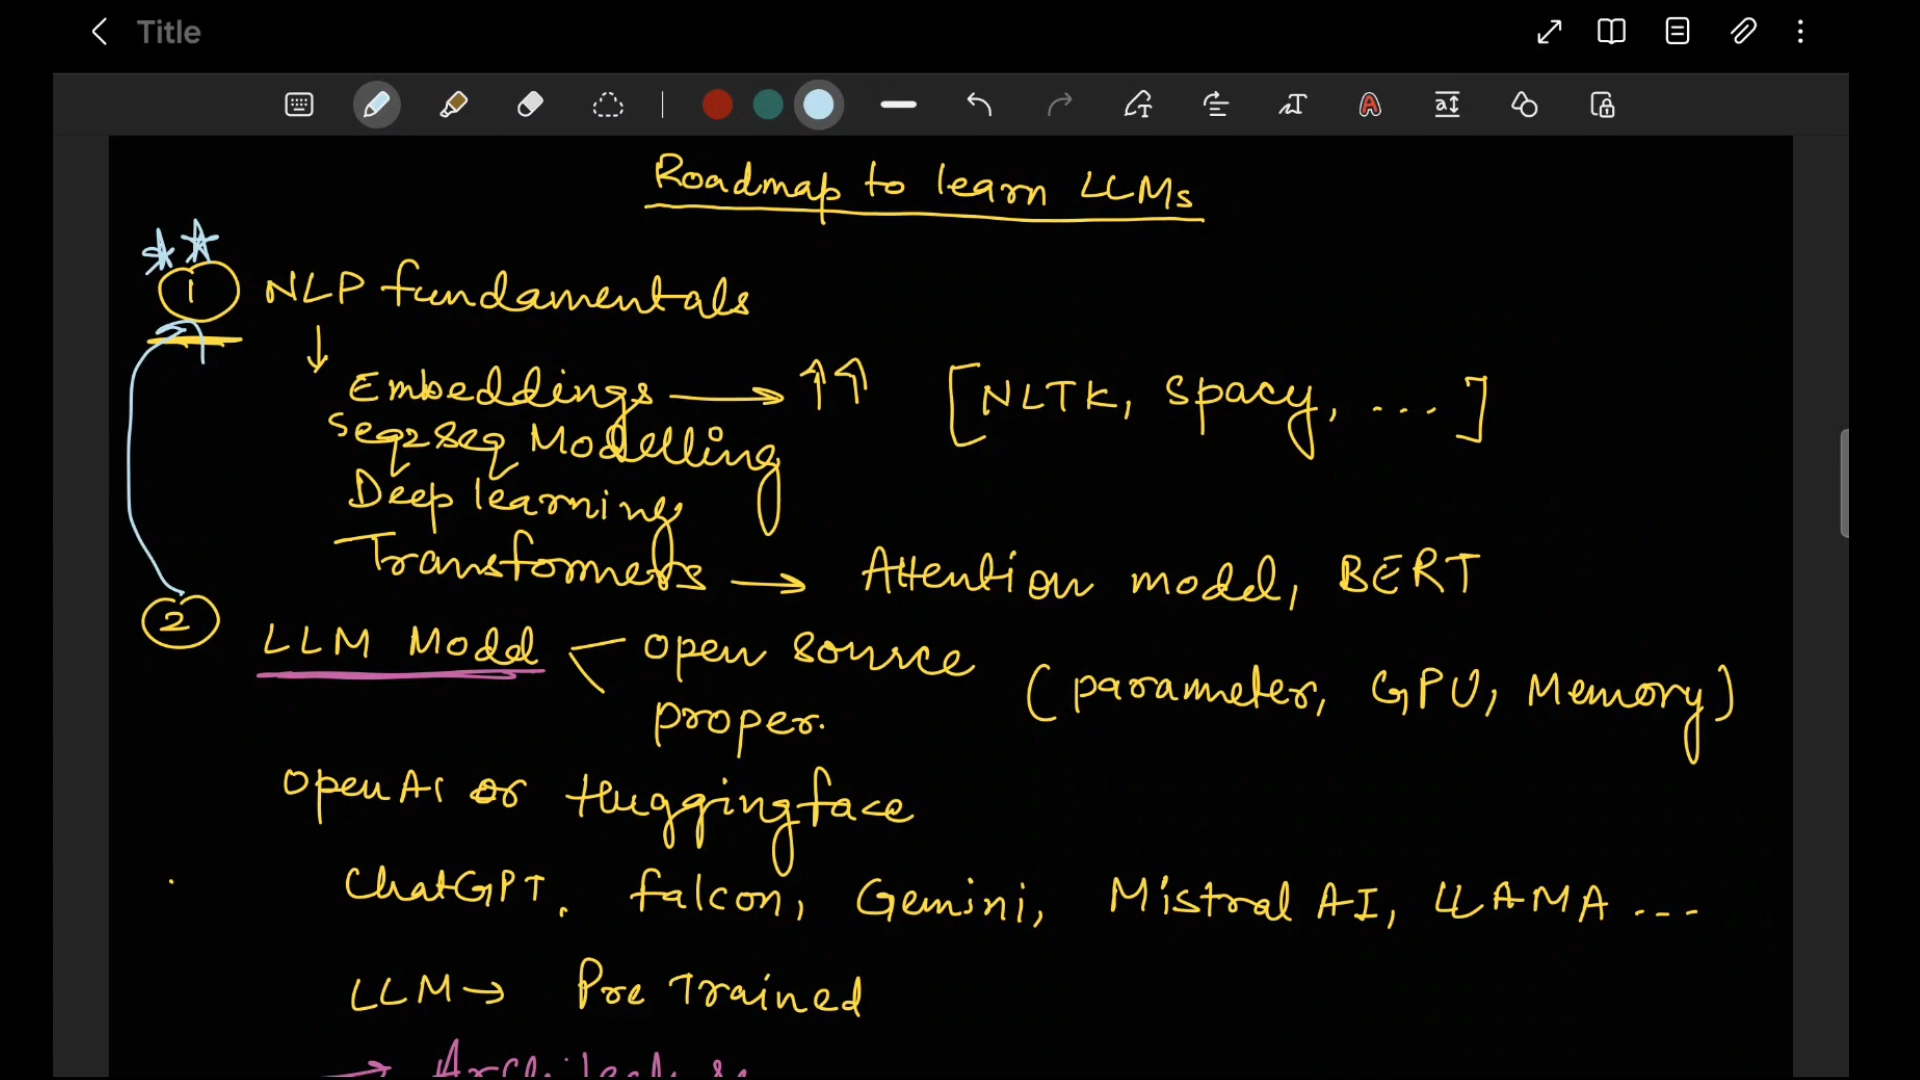 Title
Roadmap to learn LLMs
1 NLP fundamentals
Embeddings → ↑↑ [NLTK, Spacy, ...]
Seq2Seq Modelling
Deep learning
Transformers → Attention model, BERT
2 LLM Model < open source
proper. (parameter, GPU, Memory)
OpenAI or Huggingface
ChatGPT, falcon, Gemini, Mistral AI, LLAMA ---
LLM → Pre Trained